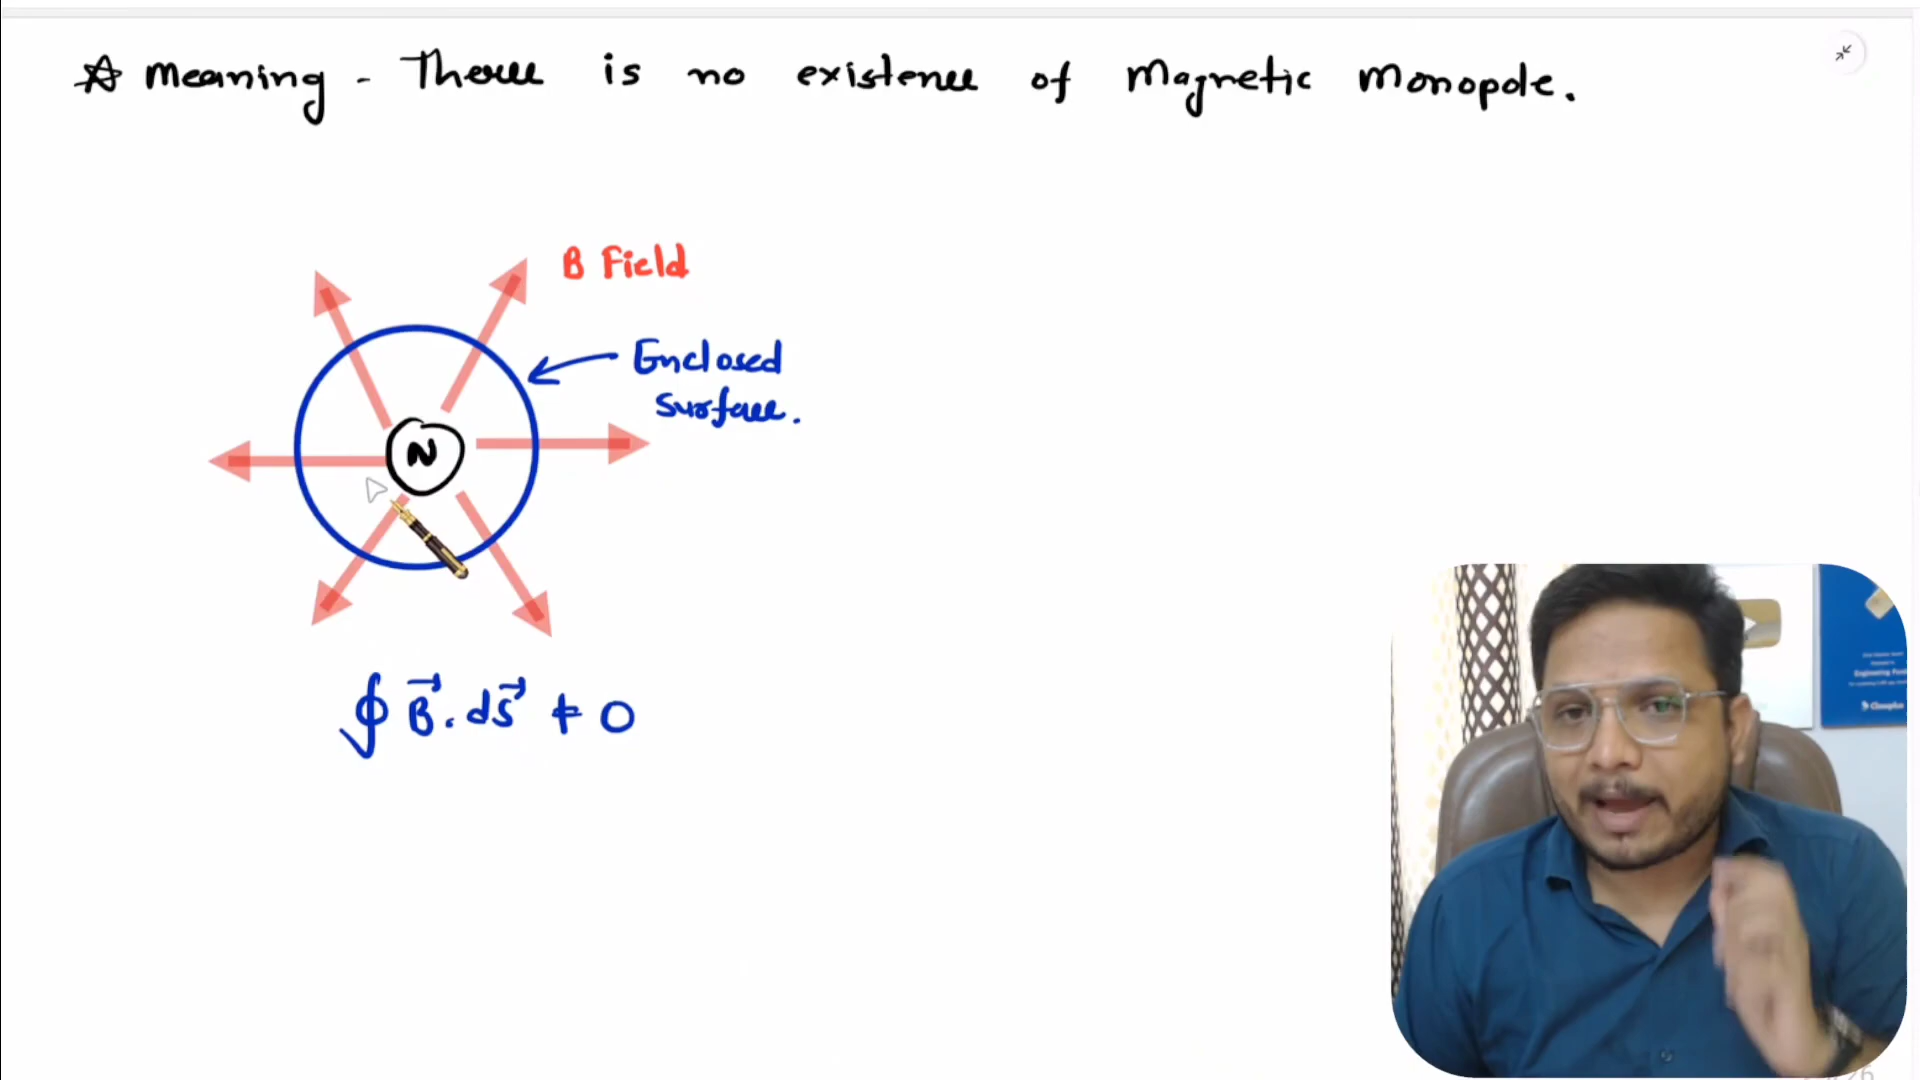 ☆ Meaning - There is no existence of Magnetic Monopole.
B Field
Enclosed
Surface.
N
∮ B⃗ . dS⃗ ≠ 0